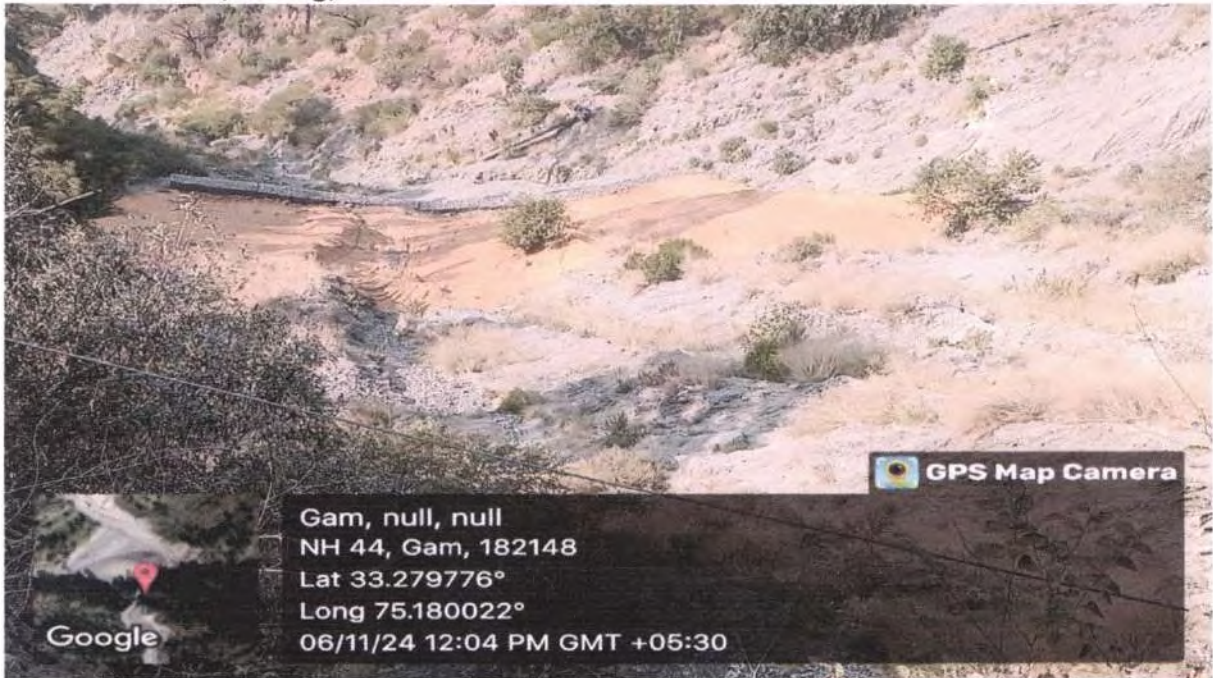 GPS Map Camera
Gam, null, null
NH 44, Gam, 182148
Lat 33.279776°
Long 75.180022°
06/11/24 12:04 PM GMT +05:30
Google